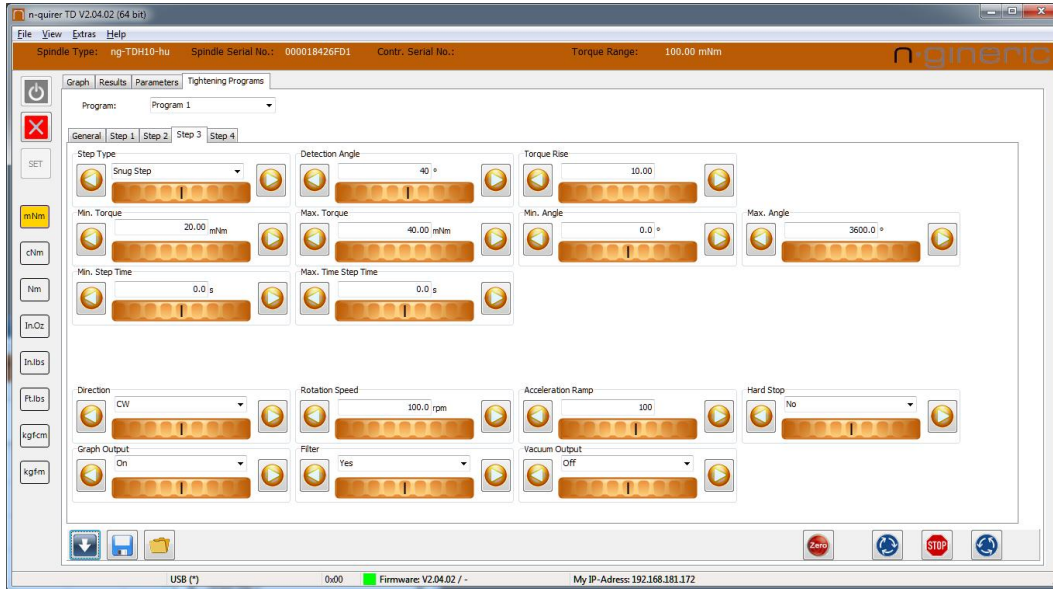 n-quirer TD V2.04.02 (64 bit)
File View Extras Help
Spindle Type: ng-TDH10-hu Spindle Serial No.: 000018426FD1 Contr. Serial No.: Torque Range: 100.00 mNm n-gineric
Graph Results Parameters Tightening Programs
Program: Program 1
General Step 1 Step 2 Step 3 Step 4
SET
mNm
cNm
Nm
In.Oz
In.lbs
Ft.lbs
kgfcm
kgfm
Step Type Detection Angle Torque Rise
Snug Step 40 ° 10.00
Min. Torque Max. Torque Min. Angle Max. Angle
20.00 mNm 40.00 mNm 0.0 ° 3600.0 °
Min. Step Time Max. Time Step Time
0.0 s 0.0 s
Direction Rotation Speed Acceleration Ramp Hard Stop
CW 100.0 rpm 100 No
Graph Output Filter Vacuum Output
On Yes Off
Zero STOP
USB (*) 0x00 Firmware: V2.04.02 / - My IP-Adress: 192.168.181.172